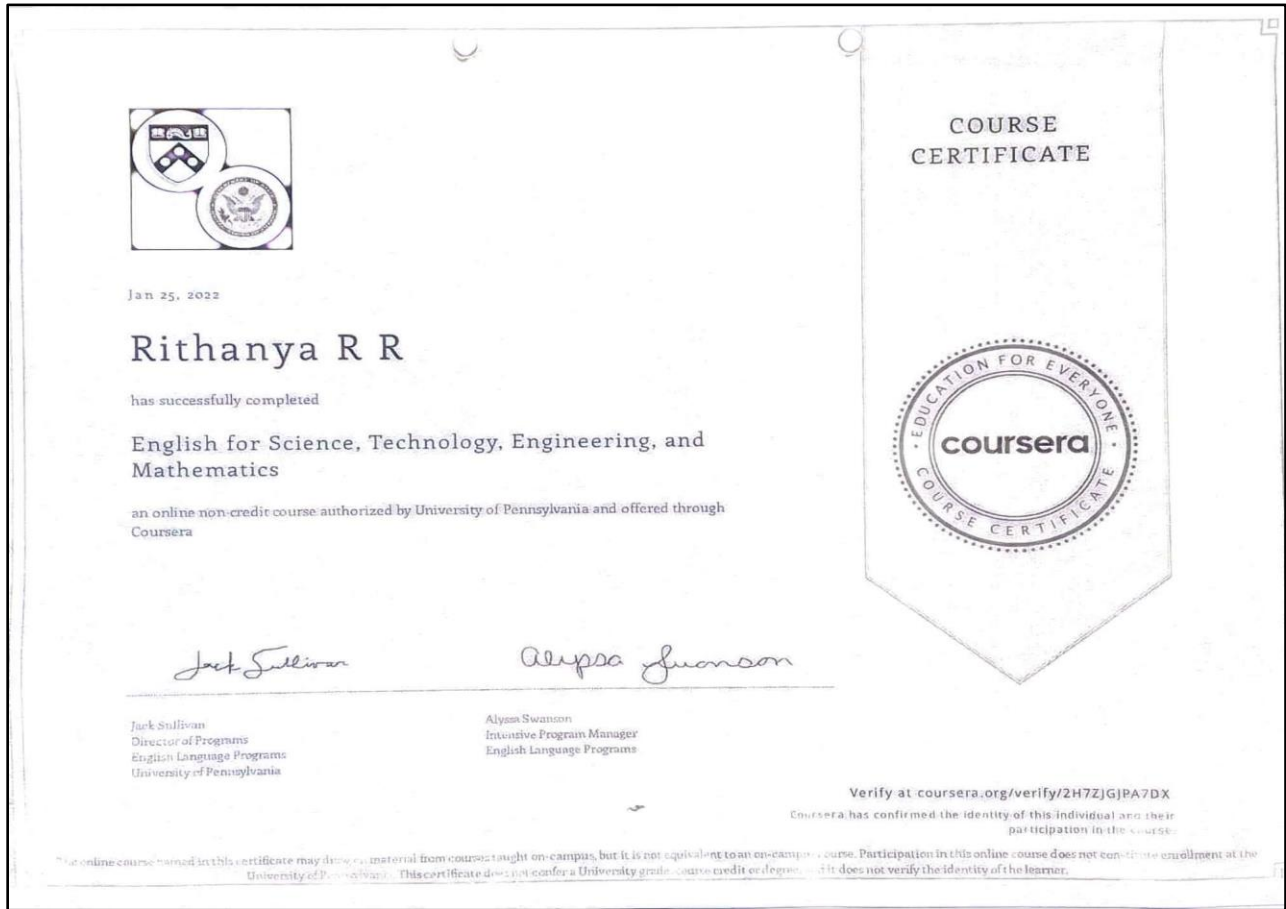 COURSE
CERTIFICATE
Jan 25, 2022
Rithanya R R
has successfully completed
English for Science, Technology, Engineering, and
Mathematics
an online non-credit course authorized by University of Pennsylvania and offered through
Coursera
EDUCATION FOR EVERYONE
coursera
COURSE CERTIFICATE
Jack Sullivan
Alyssa Swanson
Jack Sullivan
Director of Programs
English Language Programs
University of Pennsylvania
Alyssa Swanson
Intensive Program Manager
English Language Programs
Verify at coursera.org/verify/2H7ZJGJPA7DX
Coursera has confirmed the identity of this individual and their
participation in the course.
online course named in this certificate may draw on material from courses taught on-campus, but it is not equivalent to an on-campus course. Participation in this online course does not constitute enrollment at the
University of Pennsylvania. This certificate does not confer a University grade, course credit or degree, and it does not verify the identity of the learner.